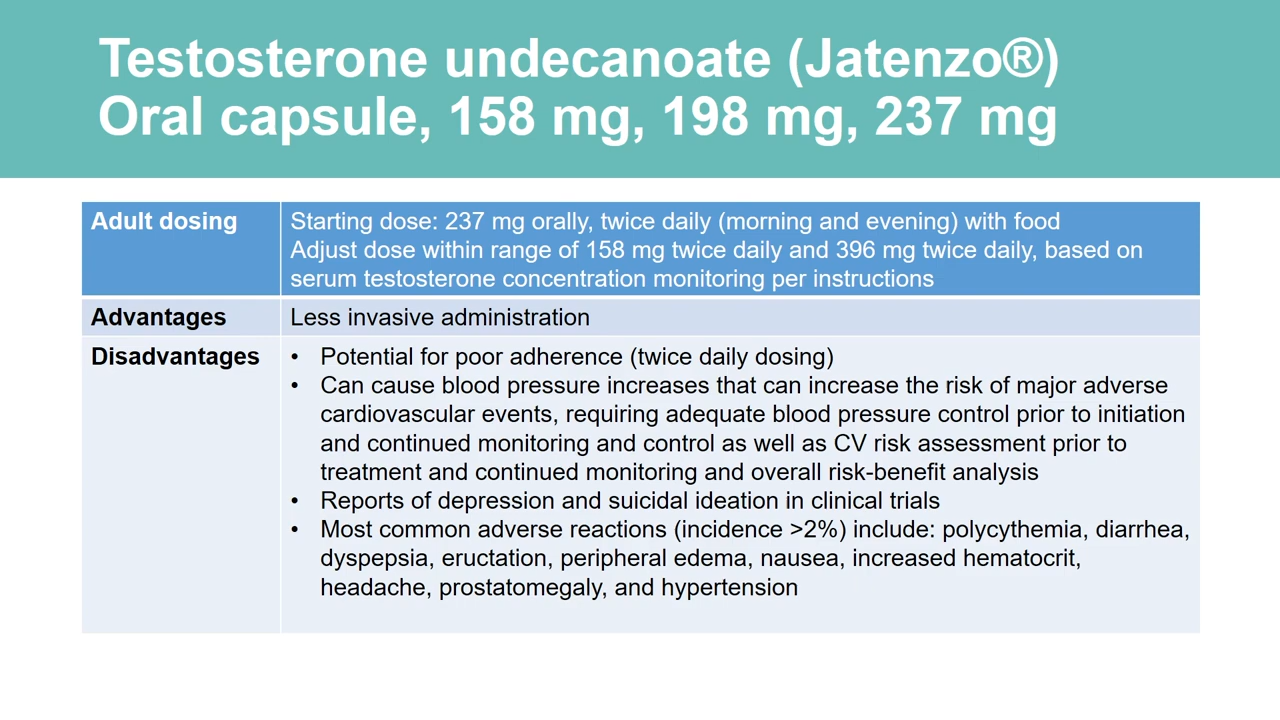 Testosterone undecanoate (Jatenzo®)
Oral capsule, 158 mg, 198 mg, 237 mg
Adult dosing
Starting dose: 237 mg orally, twice daily (morning and evening) with food
Adjust dose within range of 158 mg twice daily and 396 mg twice daily, based on
serum testosterone concentration monitoring per instructions
Advantages
Less invasive administration
Disadvantages
• Potential for poor adherence (twice daily dosing)
• Can cause blood pressure increases that can increase the risk of major adverse
cardiovascular events, requiring adequate blood pressure control prior to initiation
and continued monitoring and control as well as CV risk assessment prior to
treatment and continued monitoring and overall risk-benefit analysis
• Reports of depression and suicidal ideation in clinical trials
• Most common adverse reactions (incidence >2%) include: polycythemia, diarrhea,
dyspepsia, eructation, peripheral edema, nausea, increased hematocrit,
headache, prostatomegaly, and hypertension